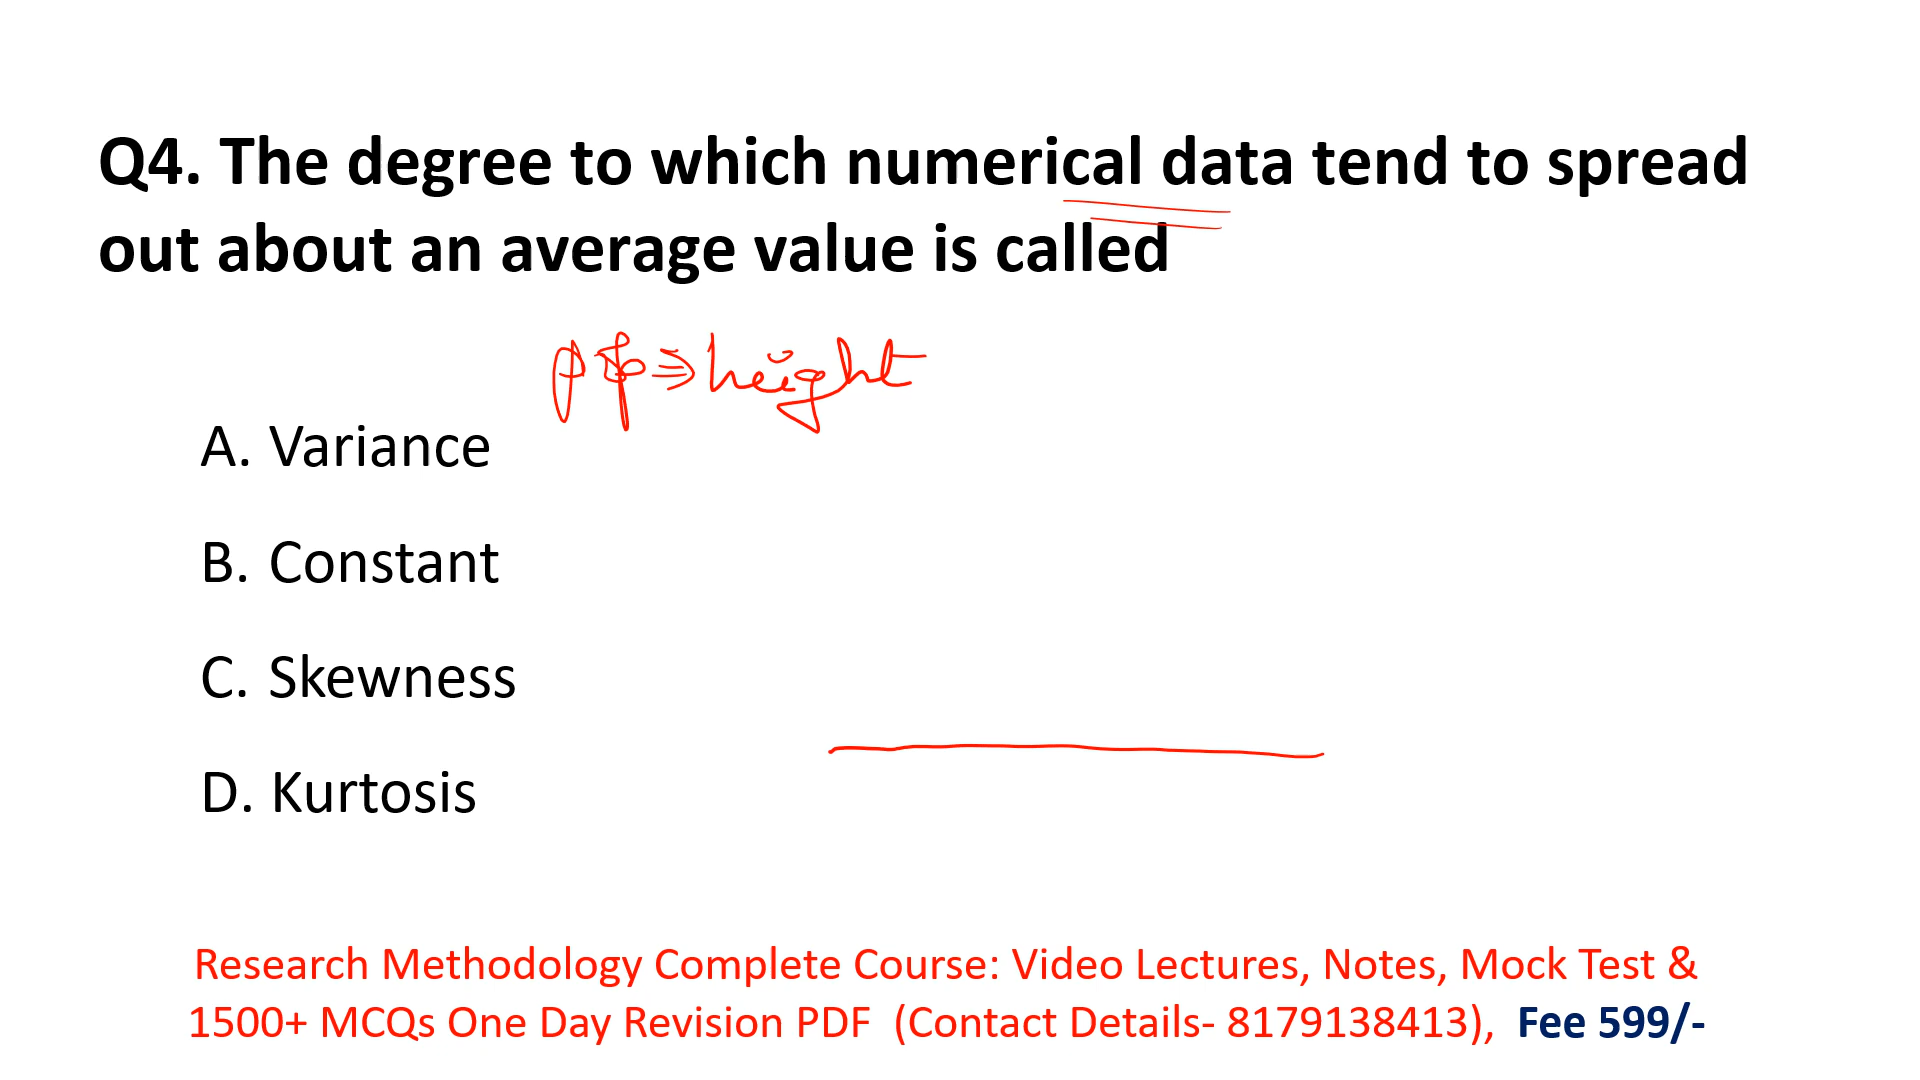 Q4. The degree to which numerical data tend to spread
out about an average value is called
height
A. Variance
B. Constant
C. Skewness
D. Kurtosis
Research Methodology Complete Course: Video Lectures, Notes, Mock Test &
1500+ MCQs One Day Revision PDF (Contact Details- 8179138413), Fee 599/-